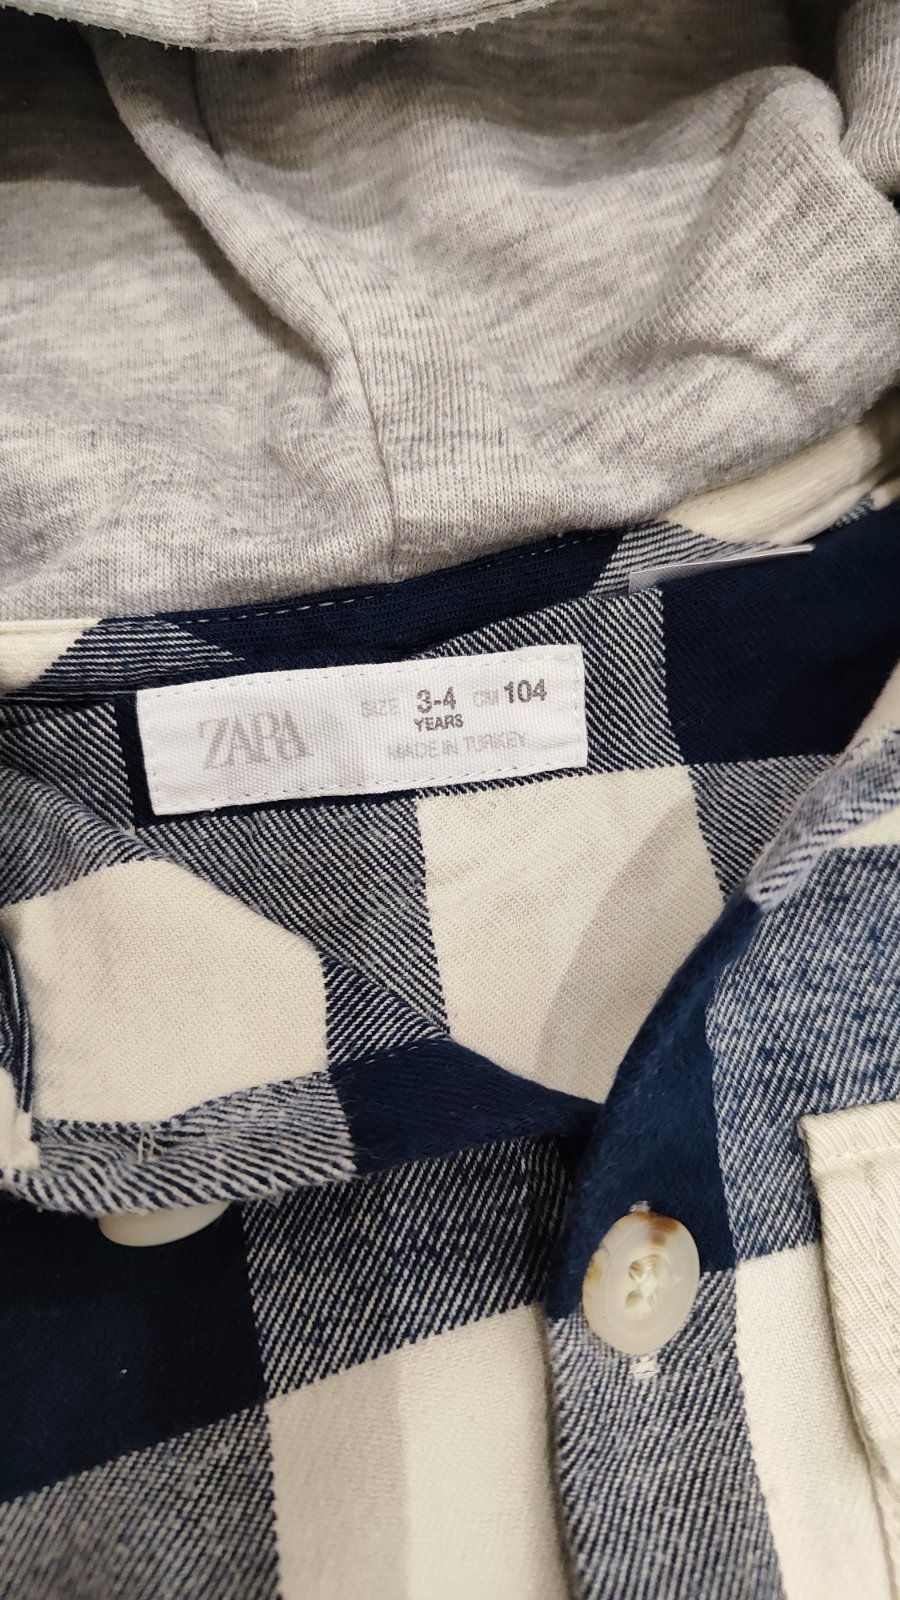 ZARA
SIZE 3-4 CM 104
YEARS
MADE IN TURKEY